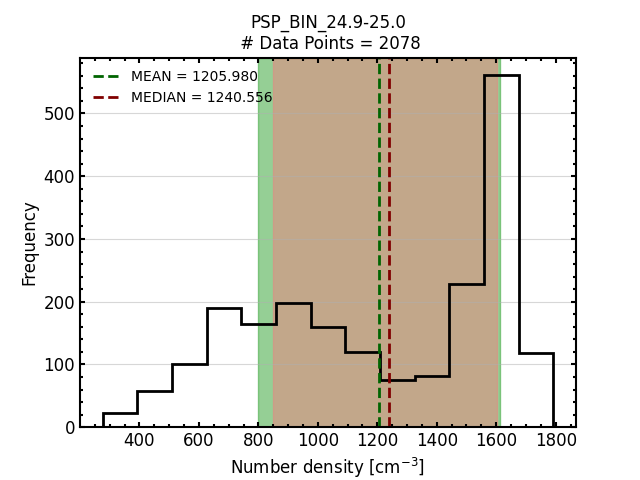 PSP_BIN_24.9-25.0
# Data Points = 2078
MEAN = 1205.980
MEDIAN = 1240.556
Frequency
500
400
300
200
100
0
400 600 800 1000 1200 1400 1600 1800
Number density [cm⁻³]